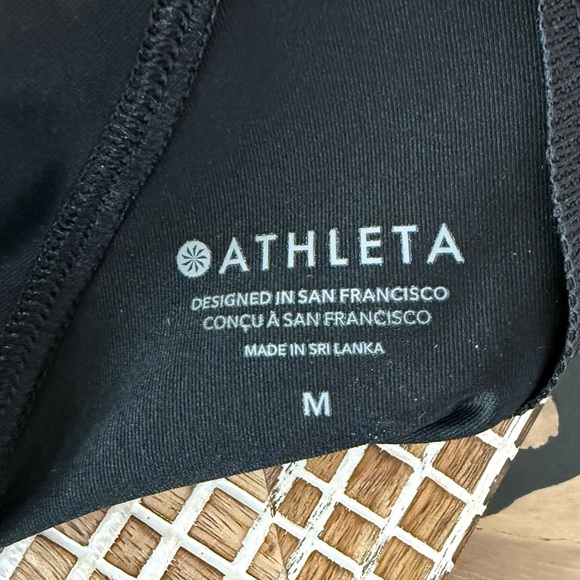 ATHLETA
DESIGNED IN SAN FRANCISCO
CONÇU À SAN FRANCISCO
MADE IN SRI LANKA
M